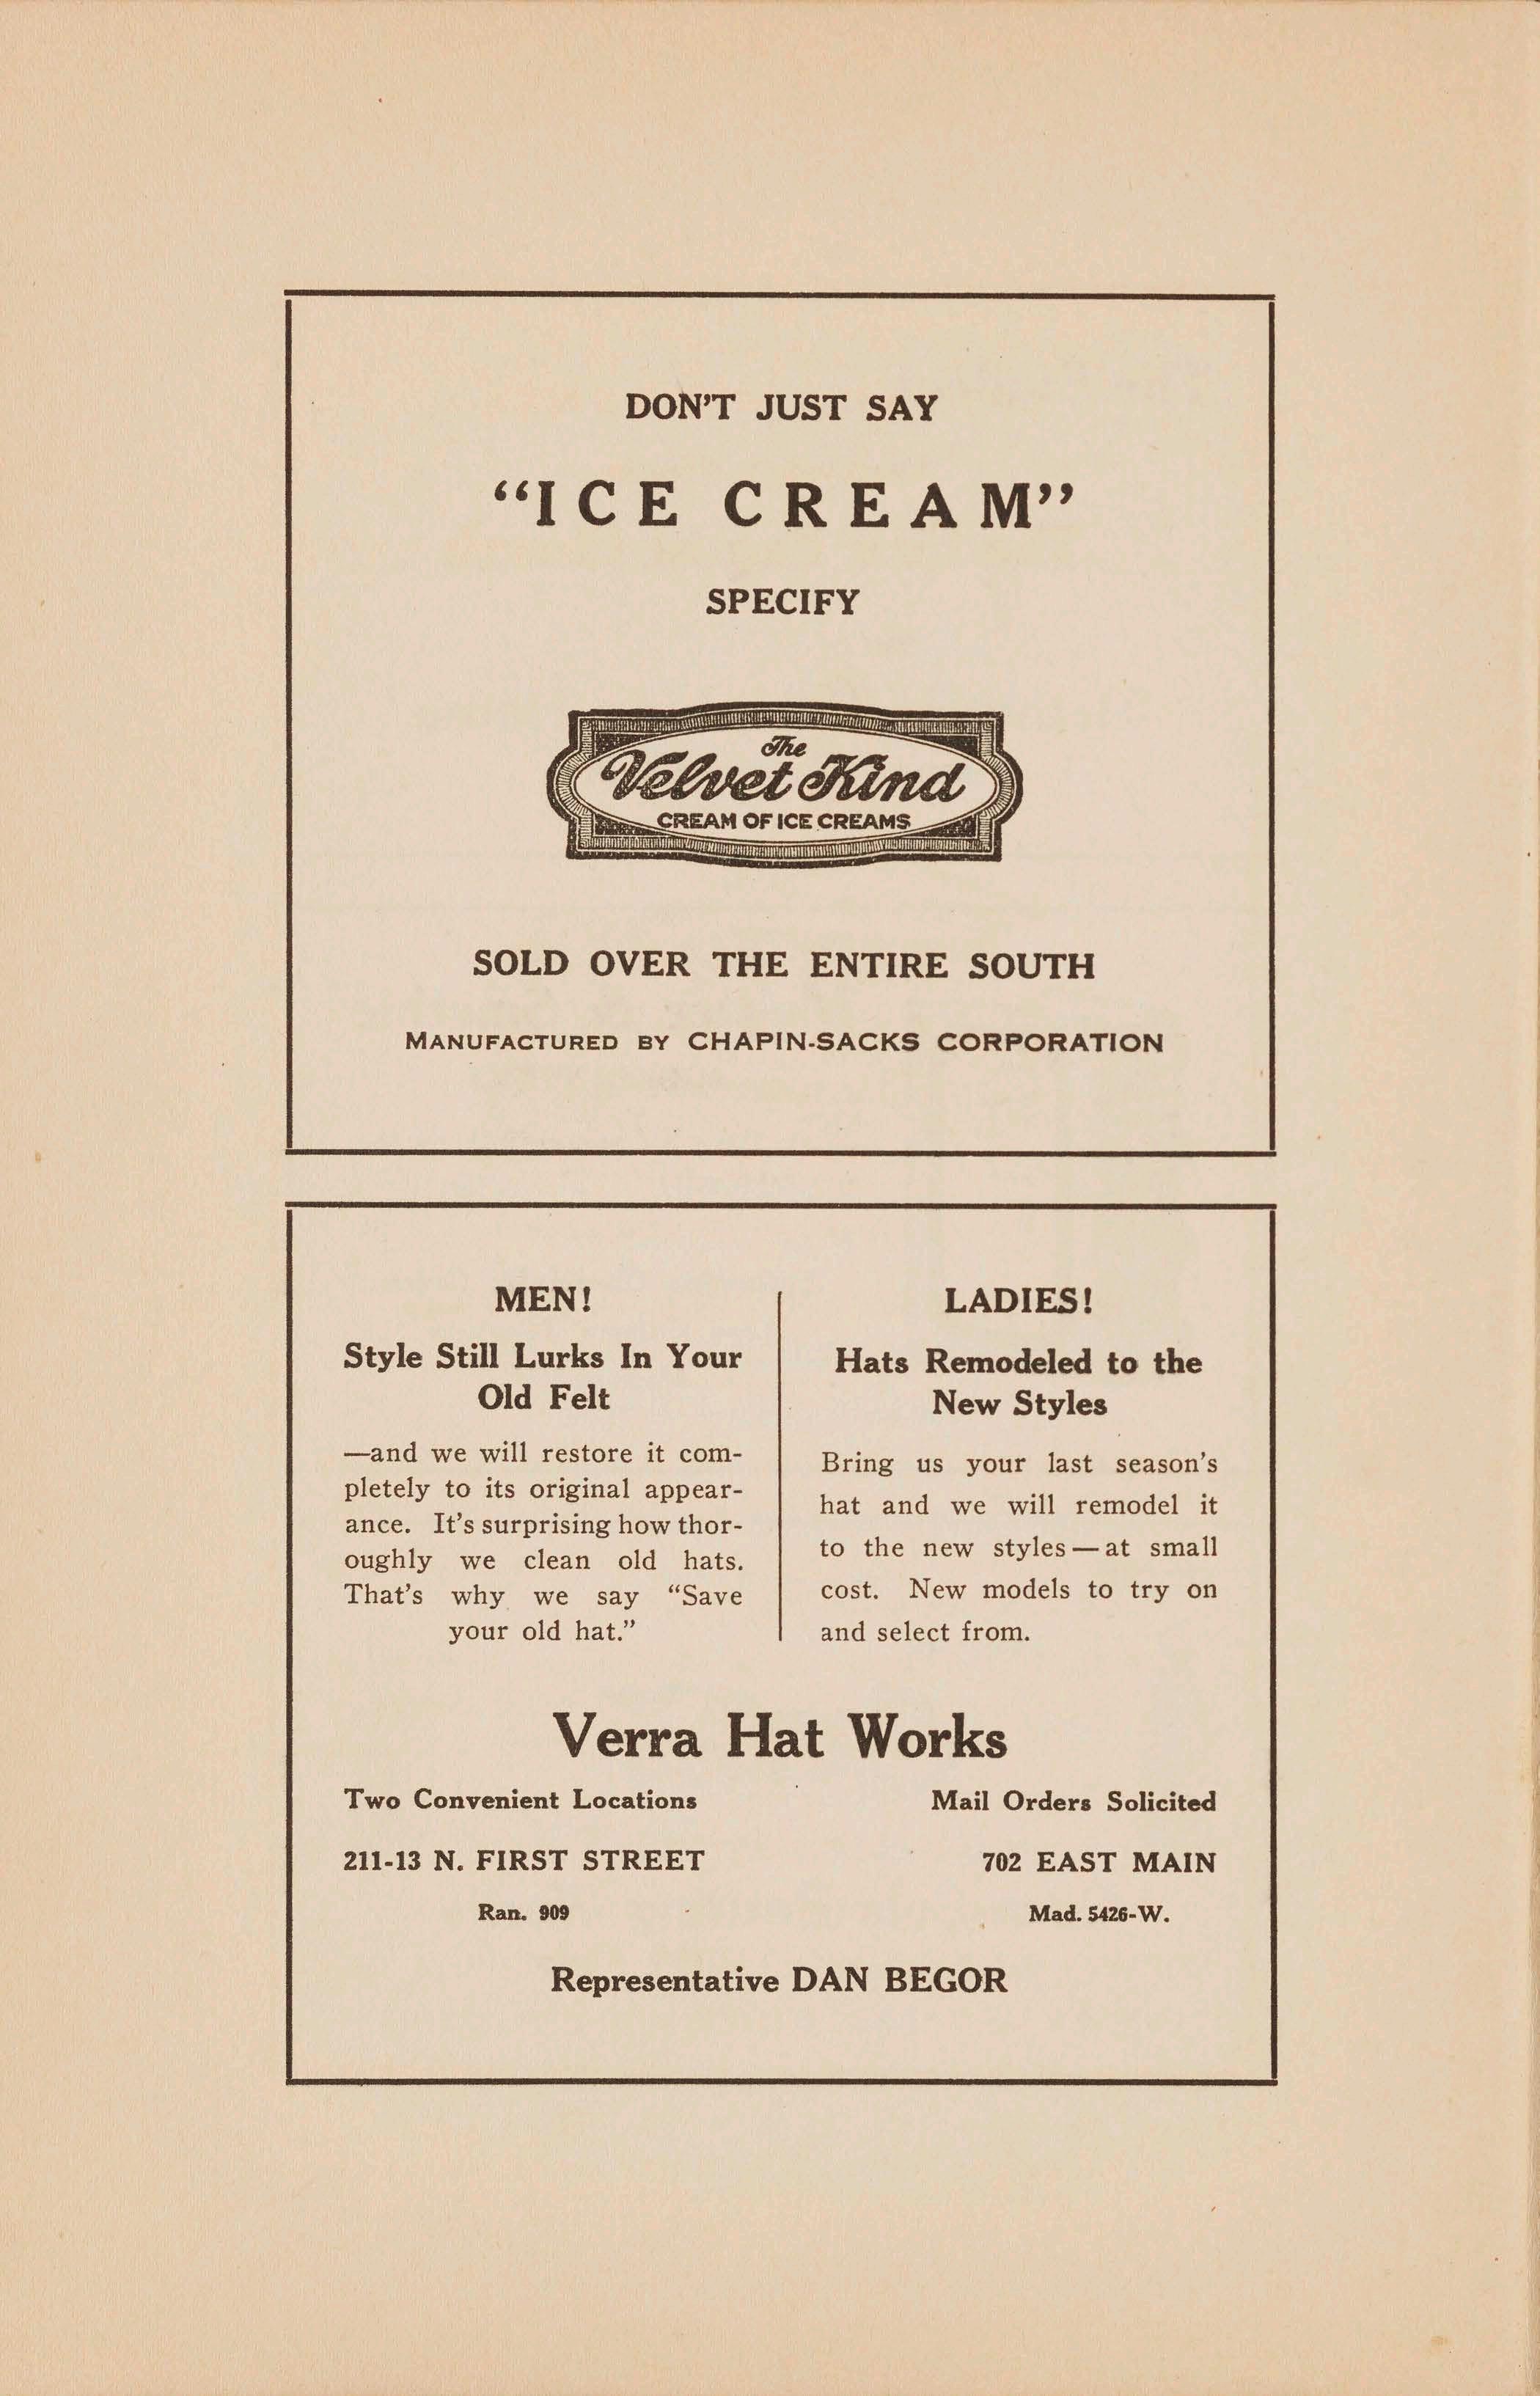 DON'T JUST SAY
“ICE CREAM”
SPECIFY
The
Velvet Kind
CREAM OF ICE CREAMS
SOLD OVER THE ENTIRE SOUTH
MANUFACTURED BY CHAPIN-SACKS CORPORATION
MEN!
Style Still Lurks In Your
Old Felt
—and we will restore it com-
pletely to its original appear-
ance. It's surprising how thor-
oughly we clean old hats.
That's why we say “Save
your old hat.”
LADIES!
Hats Remodeled to the
New Styles
Bring us your last season's
hat and we will remodel it
to the new styles—at small
cost. New models to try on
and select from.
Verra Hat Works
Two Convenient Locations Mail Orders Solicited
211-13 N. FIRST STREET 702 EAST MAIN
Ran. 909 Mad. 5426-W.
Representative DAN BEGOR